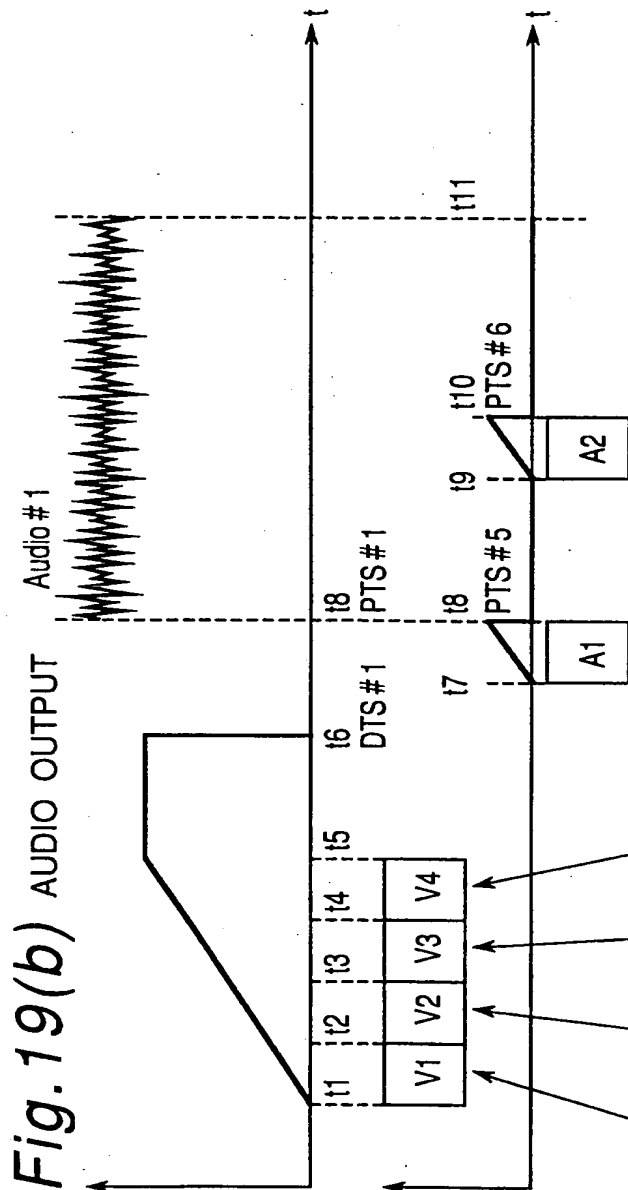 Fig.19(b) AUDIO OUTPUT
Audio#1
t
t1 t2 t3 t4 t5 t6 t8
DTS#1 PTS#1
V1 V2 V3 V4
t11
t7 t8 t9 t10
PTS#5 PTS#6
t
A1 A2